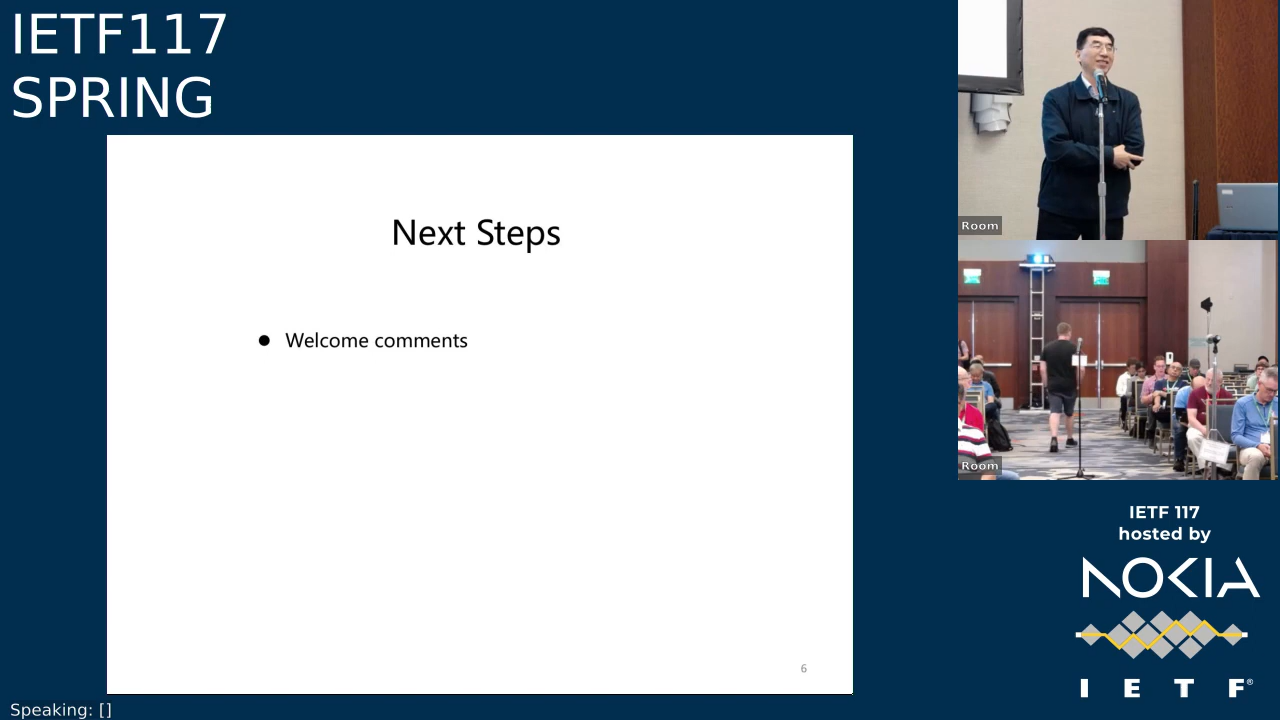 IETF117
SPRING
Next Steps
● Welcome comments
6
Room
Room
IETF 117
hosted by
NOKIA
I E T F®
Speaking: []